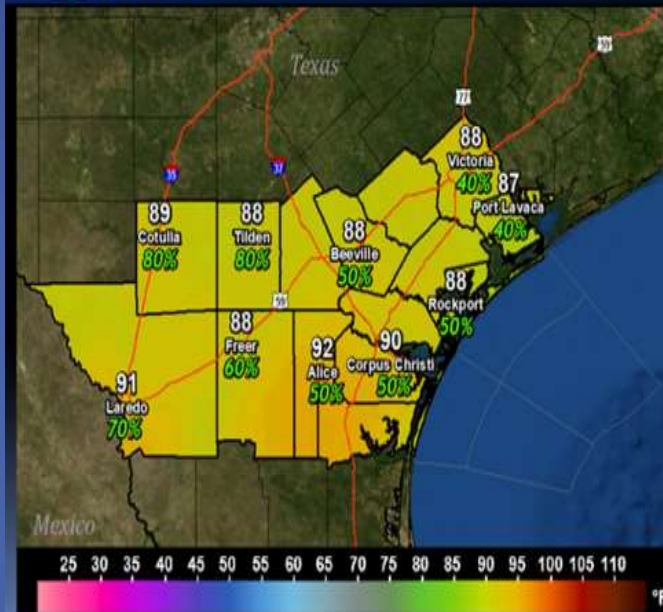 Texas
59
77
35
37
88
Victoria
40%
87
Port Lavaca
40%
89
Cotulla
80%
88
Tilden
80%
88
Beeville
50%
59
88
Rockport
50%
88
Freer
60%
92
Alice
50%
90
Corpus Christi
50%
91
Laredo
70%
Mexico
25 30 35 40 45 50 55 60 65 70 75 80 85 90 95 100 105 110
°F